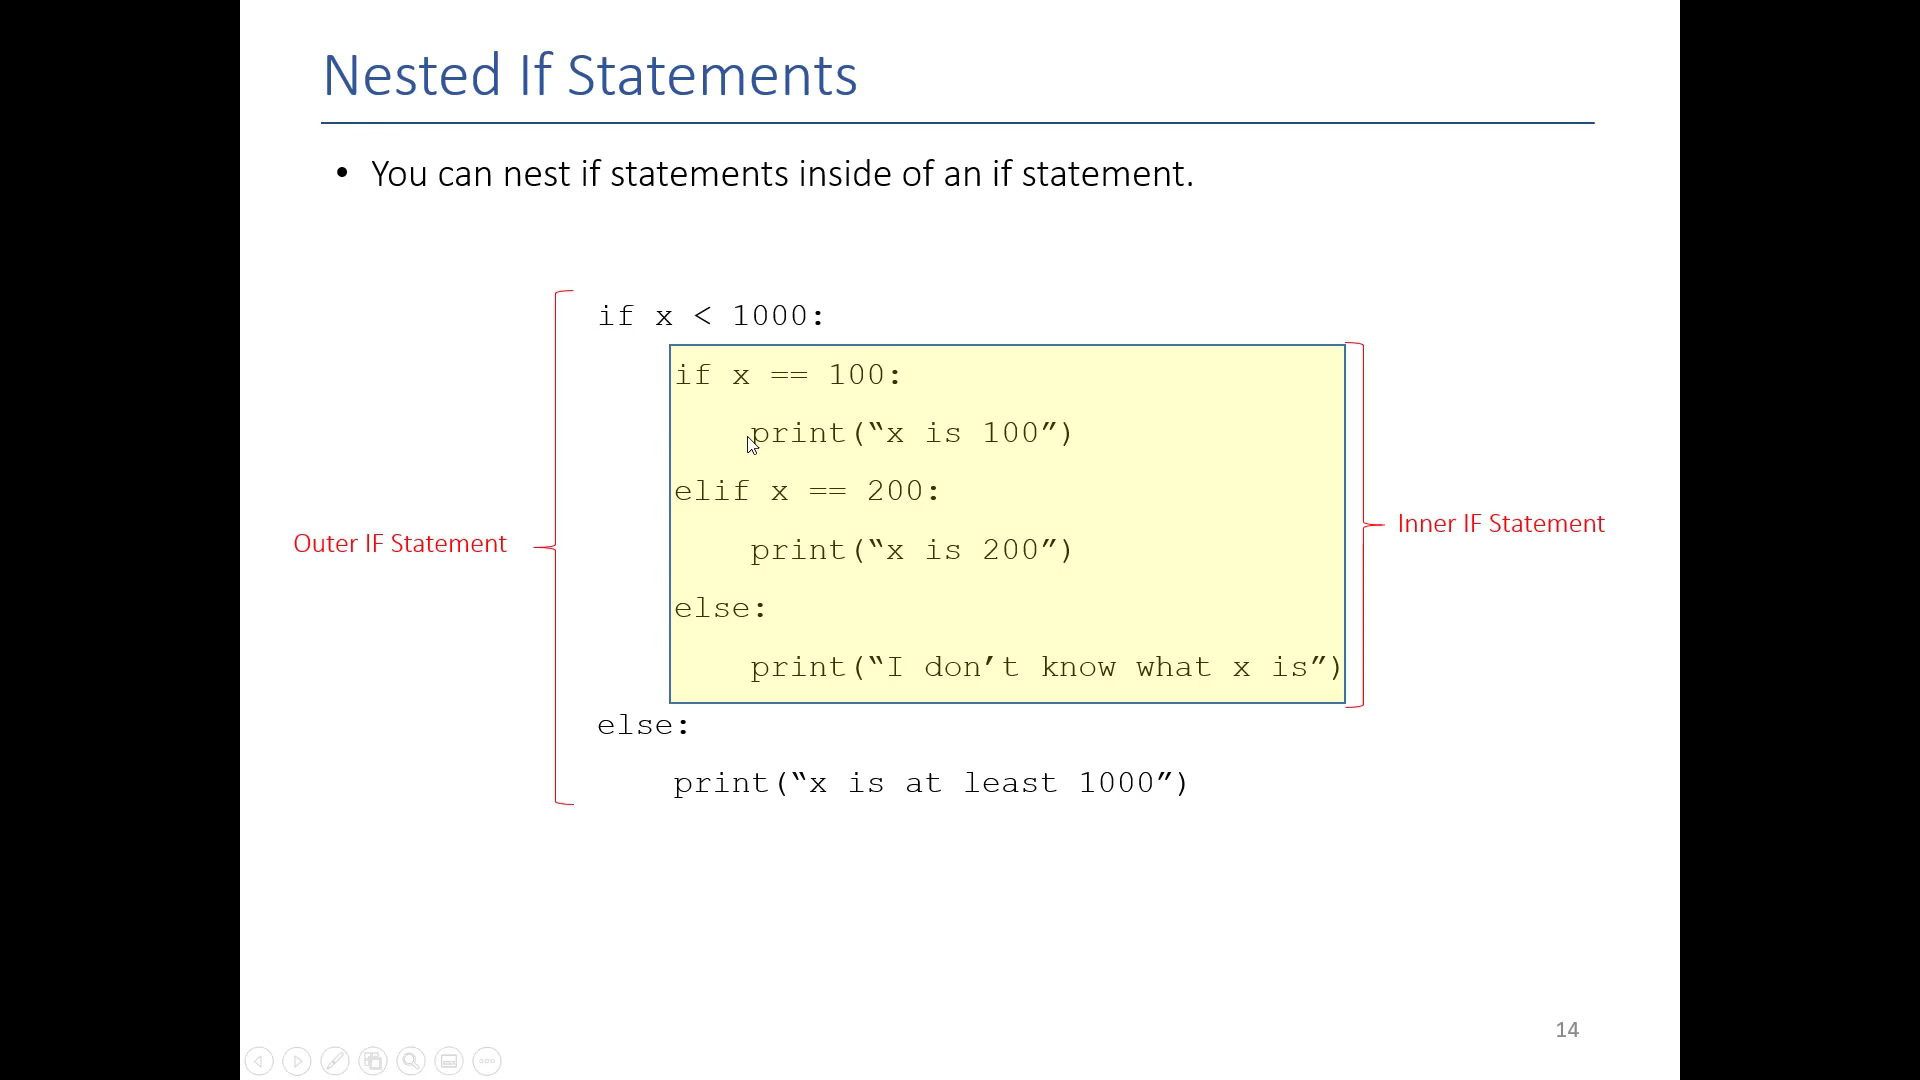 Nested If Statements
• You can nest if statements inside of an if statement.
if x < 1000:
if x == 100:
print(“x is 100”)
elif x == 200:
Outer IF Statement
Inner IF Statement
print(“x is 200”)
else:
print(“I don’t know what x is”)
else:
print(“x is at least 1000”)
14